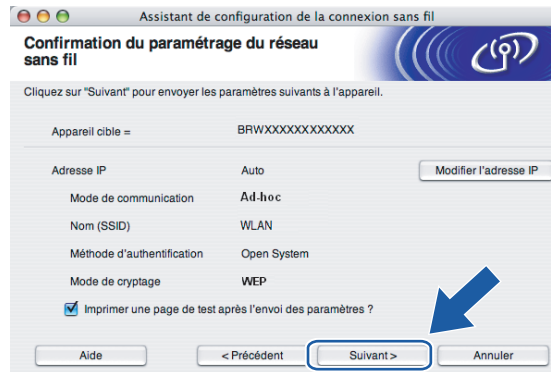 Assistant de configuration de la connexion sans fil
Confirmation du paramétrage du réseau
sans fil
Cliquez sur "Suivant" pour envoyer les paramètres suivants à l'appareil.
Appareil cible = BRWXXXXXXXXXXXX
Adresse IP Auto Modifier l'adresse IP
Mode de communication Ad-hoc
Nom (SSID) WLAN
Méthode d'authentification Open System
Mode de cryptage WEP
Imprimer une page de test après l'envoi des paramètres ?
Aide < Précédent Suivant > Annuler